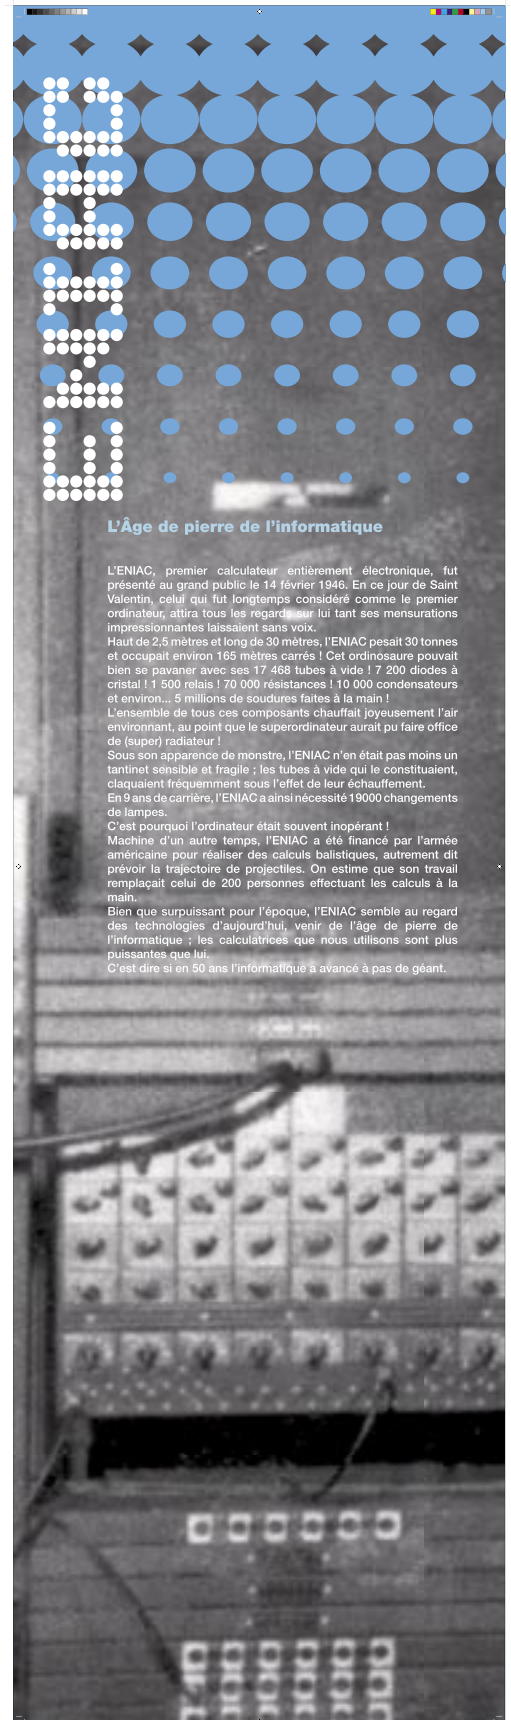 ENIAC
L'Âge de pierre de l'informatique
L'ENIAC, premier calculateur entièrement électronique, fut
présenté au grand public le 14 février 1946. En ce jour de Saint
Valentin, celui qui fut longtemps considéré comme le premier
ordinateur, attira tous les regards sur lui tant ses mensurations
impressionnantes laissaient sans voix.
Haut de 2,5 mètres et long de 30 mètres, l'ENIAC pesait 30 tonnes
et occupait environ 165 mètres carrés ! Cet ordinosaure pouvait
bien se pavaner avec ses 17 468 tubes à vide ! 7 200 diodes à
cristal ! 1 500 relais ! 70 000 résistances ! 10 000 condensateurs
et environ... 5 millions de soudures faites à la main !
L'ensemble de tous ces composants chauffait joyeusement l'air
environnant, au point que le superordinateur aurait pu faire office
de (super) radiateur !
Sous son apparence de monstre, l'ENIAC n'en était pas moins un
tantinet sensible et fragile ; les tubes à vide qui le constituaient,
claquaient fréquemment sous l'effet de leur échauffement.
En 9 ans de carrière, l'ENIAC a ainsi nécessité 19000 changements
de lampes.
C'est pourquoi l'ordinateur était souvent inopérant !
Machine d'un autre temps, l'ENIAC a été financé par l'armée
américaine pour réaliser des calculs balistiques, autrement dit
prévoir la trajectoire de projectiles. On estime que son travail
remplaçait celui de 200 personnes effectuant les calculs à la
main.
Bien que surpuissant pour l'époque, l'ENIAC semble au regard
des technologies d'aujourd'hui, venir de l'âge de pierre de
l'informatique ; les calculatrices que nous utilisons sont plus
puissantes que lui.
C'est dire si en 50 ans l'informatique a avancé à pas de géant.